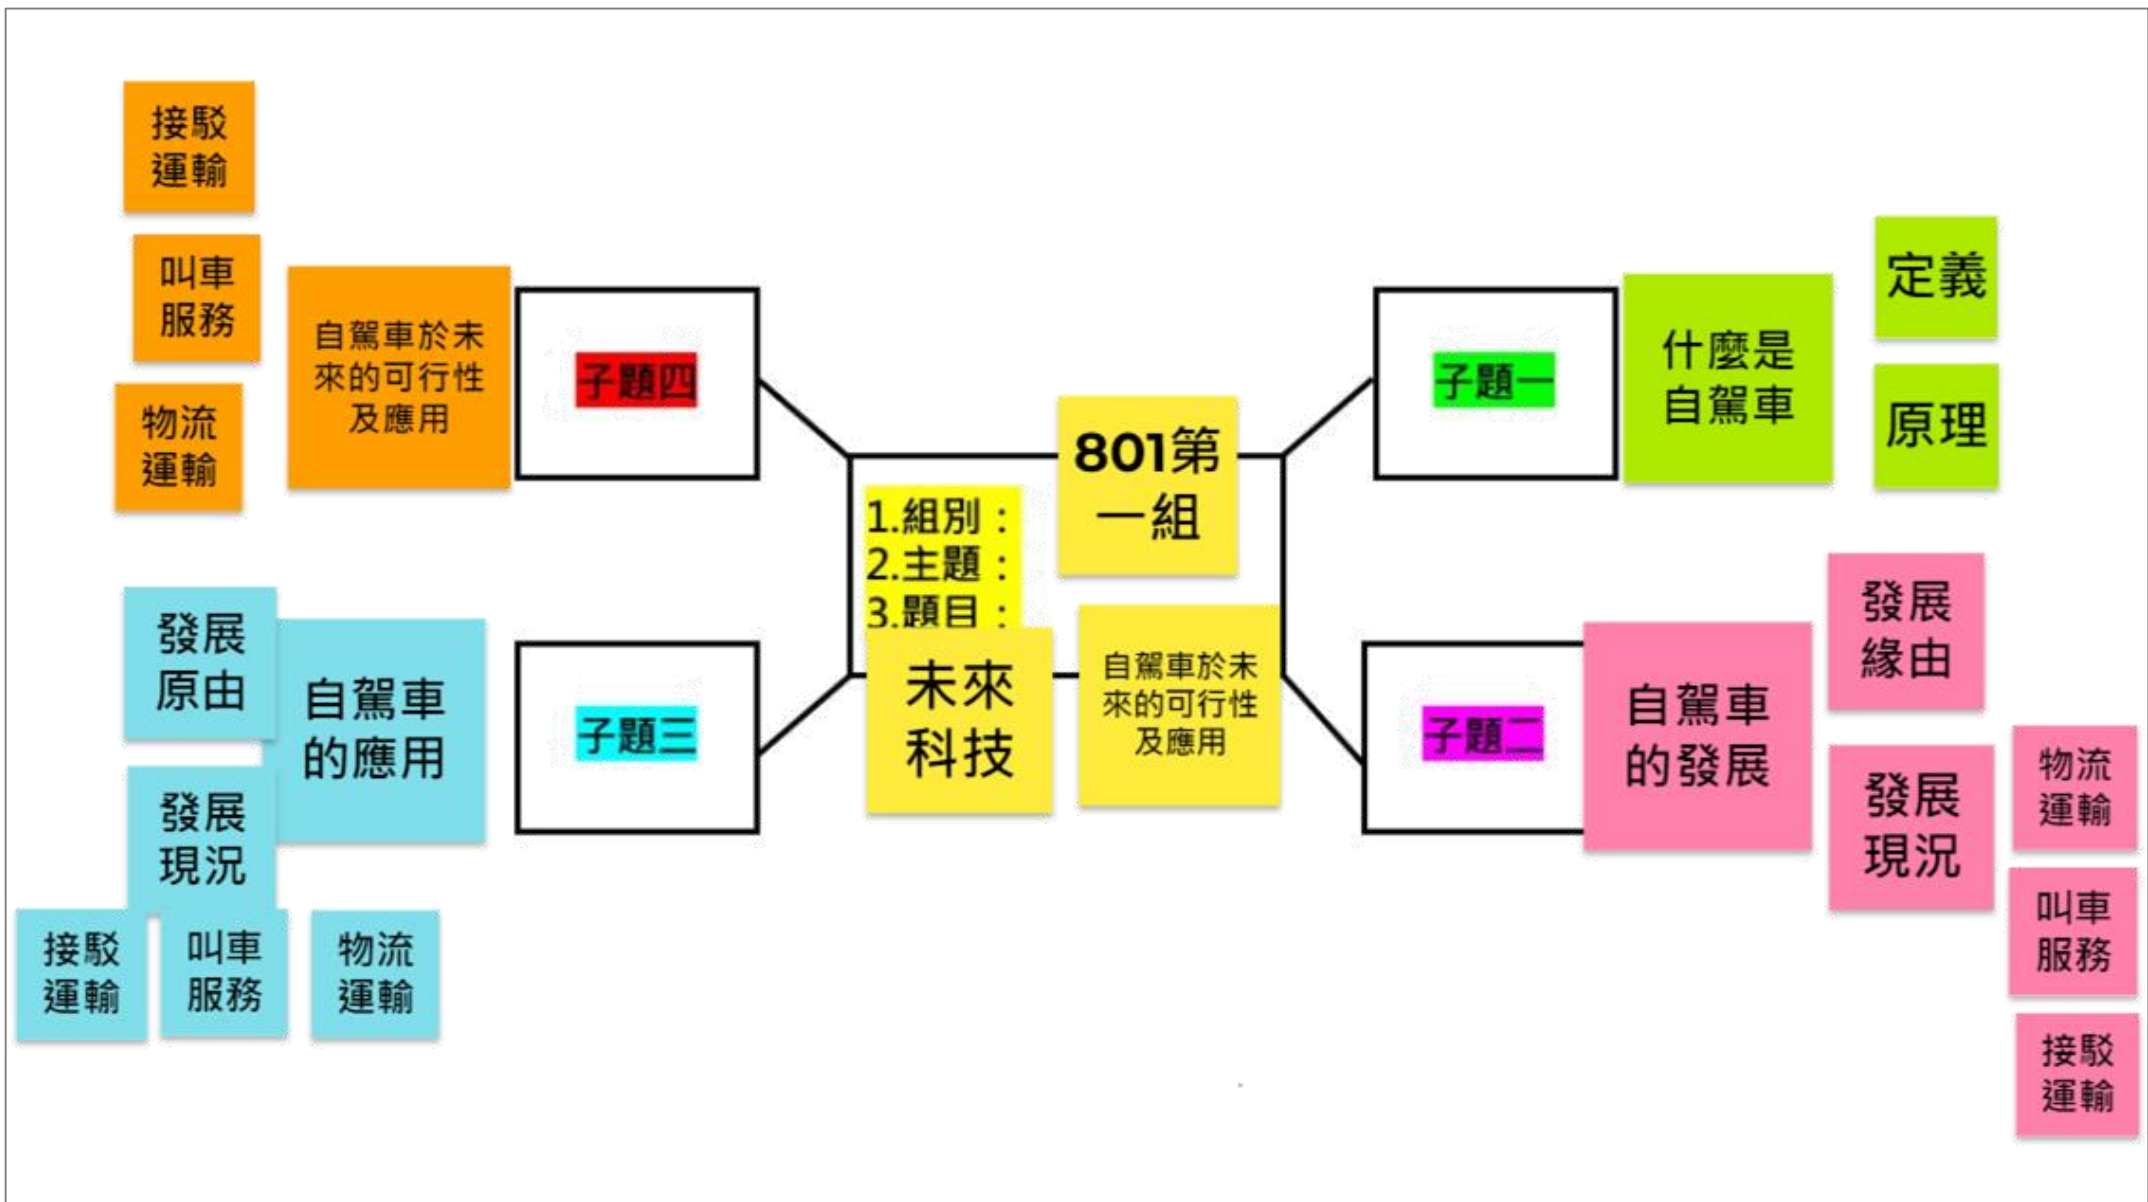 接駁
運輸
叫車
服務
物流
運輸
自駕車於未
來的可行性
及應用
子題四
801第
一組
1.組別：
2.主題：
3.題目：
未來
科技
自駕車於未
來的可行性
及應用
子題一
什麼是
自駕車
定義
原理
子題二
自駕車
的發展
發展
緣由
發展
現況
物流
運輸
叫車
服務
接駁
運輸
子題三
自駕車
的應用
發展
原由
發展
現況
接駁
運輸
叫車
服務
物流
運輸